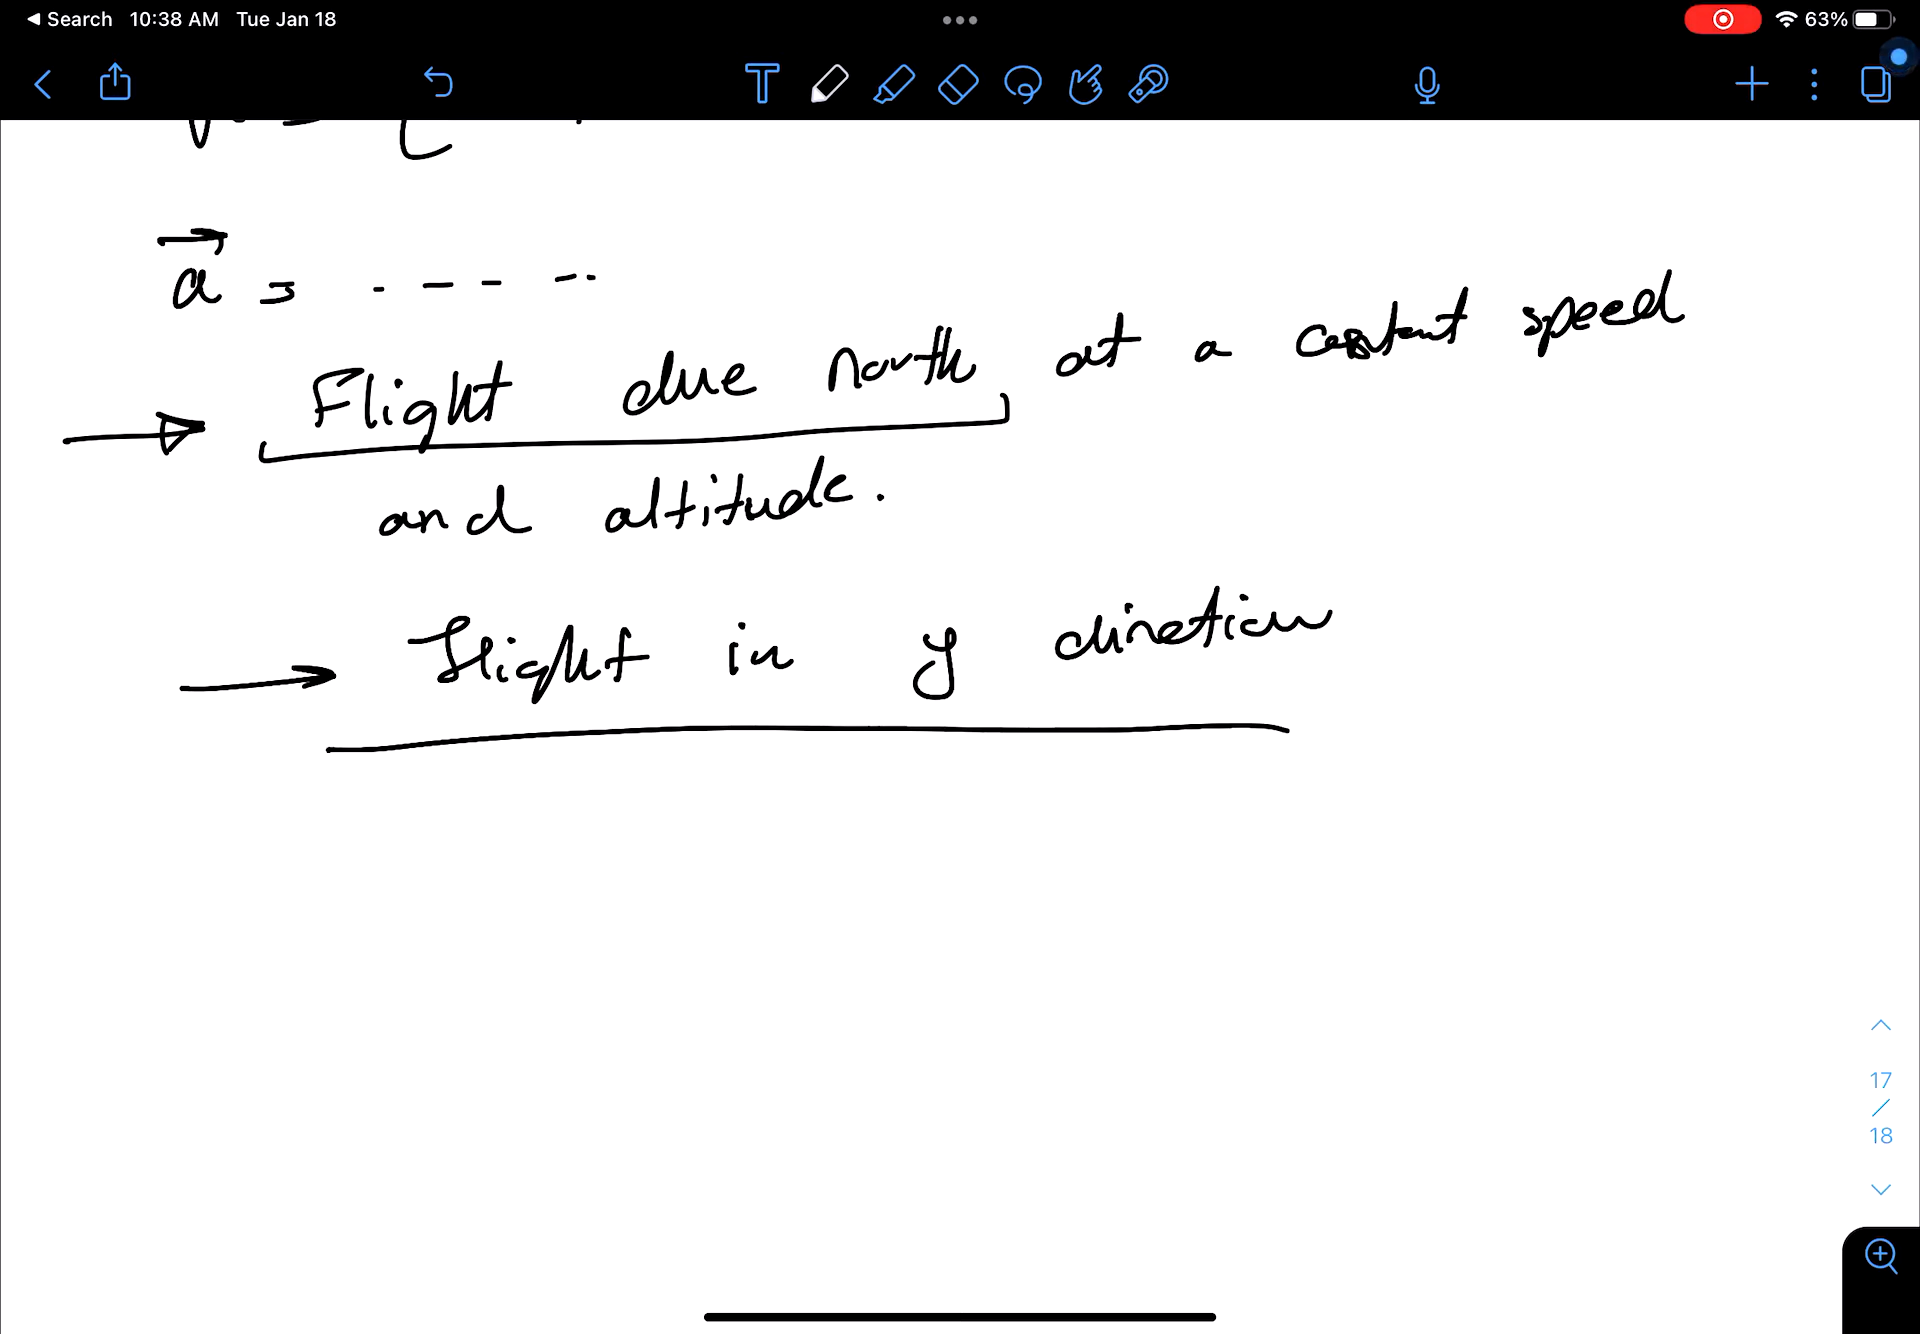 Search 10:38 AM Tue Jan 18 63%
a = . - - - - ..
Flight due north at a constant speed
and altitude.
flight in y direction
17
/
18